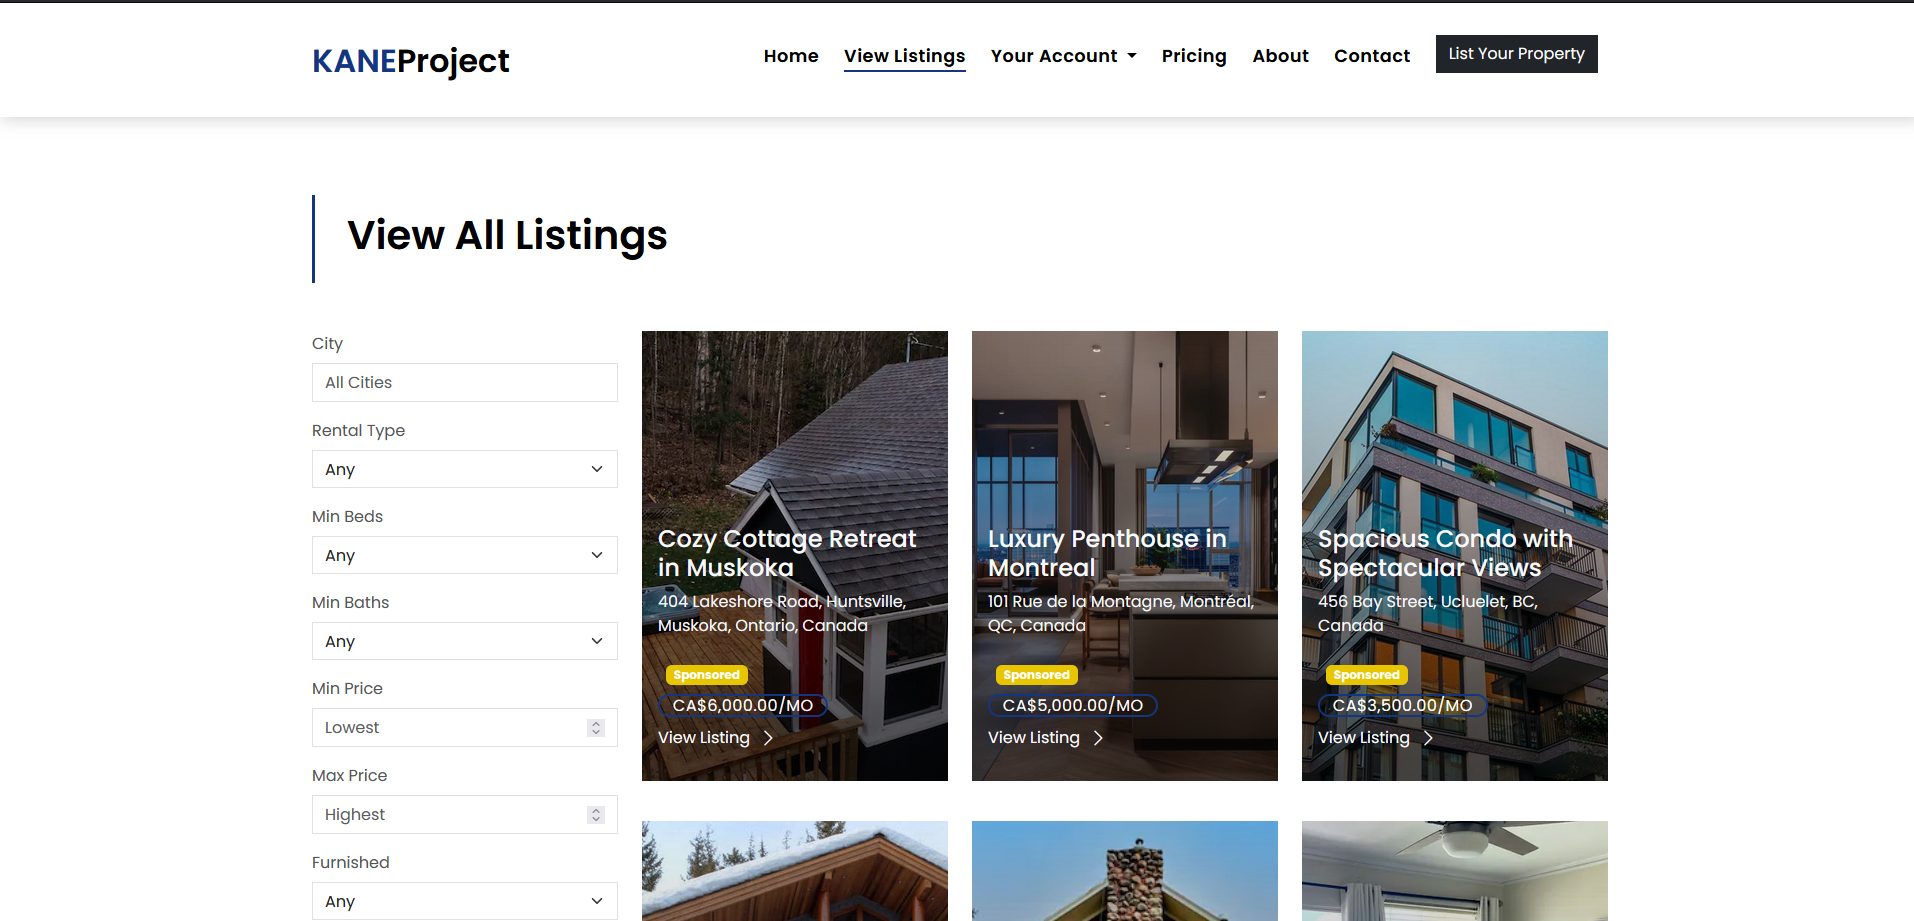 KANEProject
Home View Listings Your Account Pricing About Contact List Your Property
View All Listings
City
All Cities
Rental Type
Any
Min Beds
Any
Min Baths
Any
Min Price
Lowest
Max Price
Highest
Furnished
Any
Cozy Cottage Retreat
in Muskoka
404 Lakeshore Road, Huntsville,
Muskoka, Ontario, Canada
Sponsored
CA$6,000.00/MO
View Listing
Luxury Penthouse in
Montreal
101 Rue de la Montagne, Montréal,
QC, Canada
Sponsored
CA$5,000.00/MO
View Listing
Spacious Condo with
Spectacular Views
456 Bay Street, Ucluelet, BC,
Canada
Sponsored
CA$3,500.00/MO
View Listing